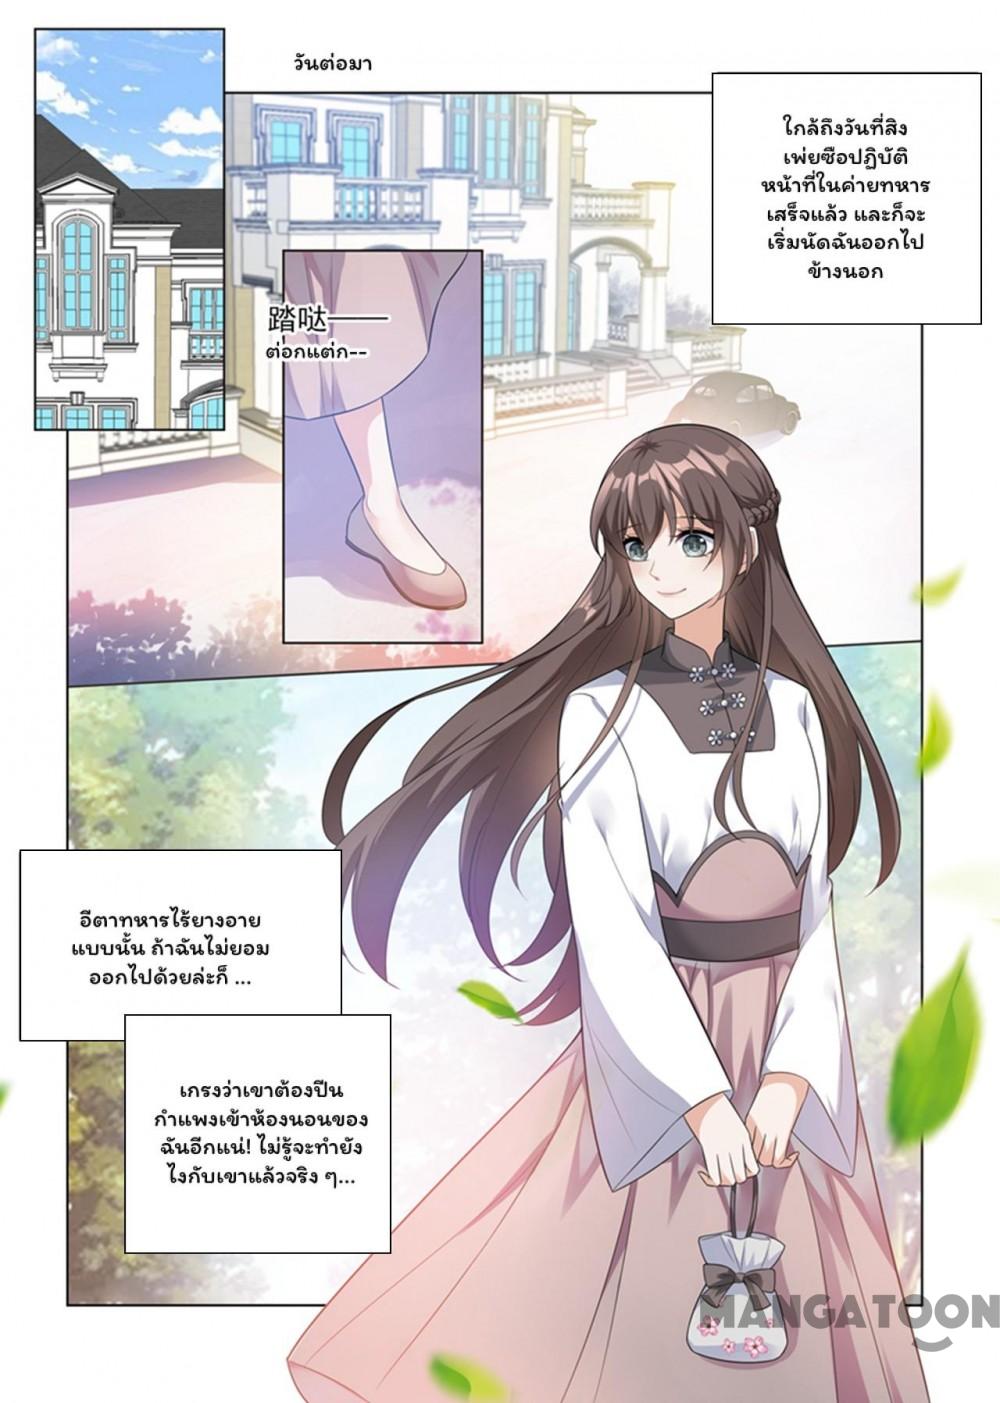 วันต่อมา
ใกล้ถึงวันที่สิง
เพ่ยซือปฏิบัติ
หน้าที่ในค่ายทหาร
เสร็จแล้ว และก็จะ
เริ่มนัดฉันออกไป
ข้างนอก
踏哒——
ต่อกแต่ก--
อีตาทหารไร้ยางอาย
แบบนั้น ถ้าฉันไม่ยอม
ออกไปด้วยล่ะก็ ...
เกรงว่าเขาต้องปีน
กำแพงเข้าห้องนอนของ
ฉันอีกแน่! ไม่รู้จะทำยัง
ไงกับเขาแล้วจริง ๆ...
MANGATOON